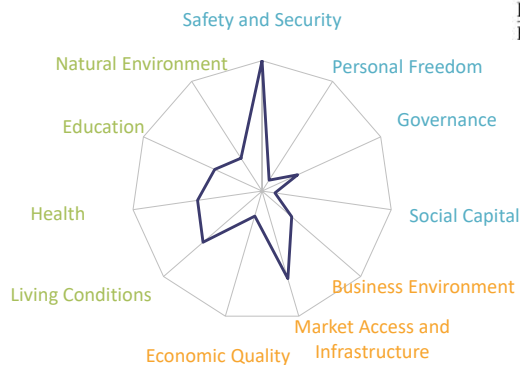 Safety and Security
Natural Environment
Personal Freedom
Education
Governance
Health
Social Capital
Living Conditions
Business Environment
Market Access and
Infrastructure
Economic Quality